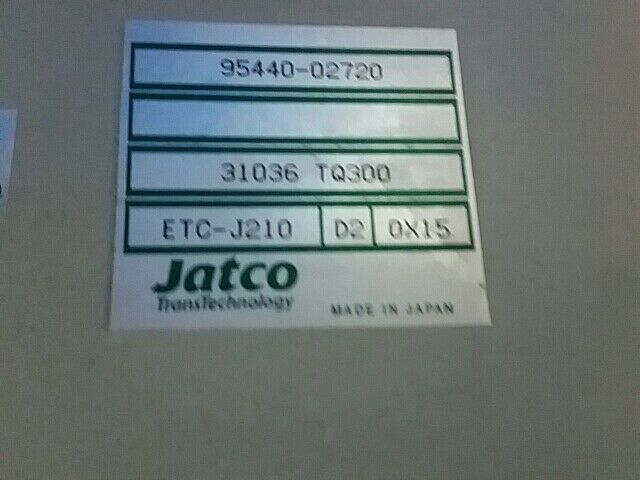 95440-02720
31036 TQ300
ETC-J210 D2 0X15
Jatco
TransTechnology
MADE IN JAPAN